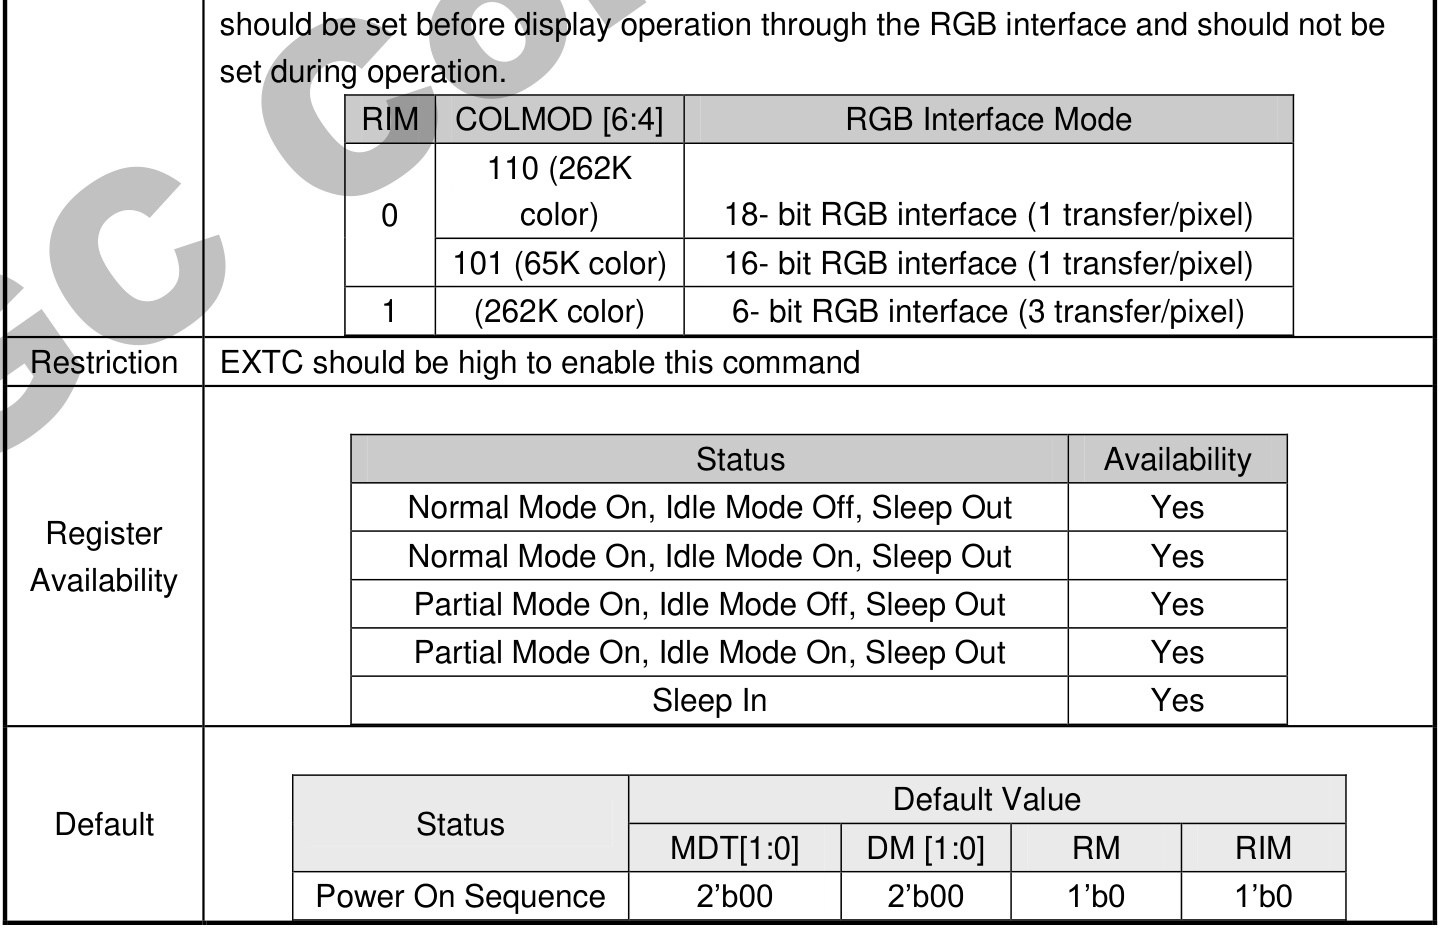 should be set before display operation through the RGB interface and should not be
set during operation.
RIM COLMOD [6:4] RGB Interface Mode
0 110 (262K
color) 18- bit RGB interface (1 transfer/pixel)
101 (65K color) 16- bit RGB interface (1 transfer/pixel)
1 (262K color) 6- bit RGB interface (3 transfer/pixel)
Restriction EXTC should be high to enable this command
Register
Availability
Status Availability
Normal Mode On, Idle Mode Off, Sleep Out Yes
Normal Mode On, Idle Mode On, Sleep Out Yes
Partial Mode On, Idle Mode Off, Sleep Out Yes
Partial Mode On, Idle Mode On, Sleep Out Yes
Sleep In Yes
Default
Status Default Value
MDT[1:0] DM [1:0] RM RIM
Power On Sequence 2’b00 2’b00 1’b0 1’b0